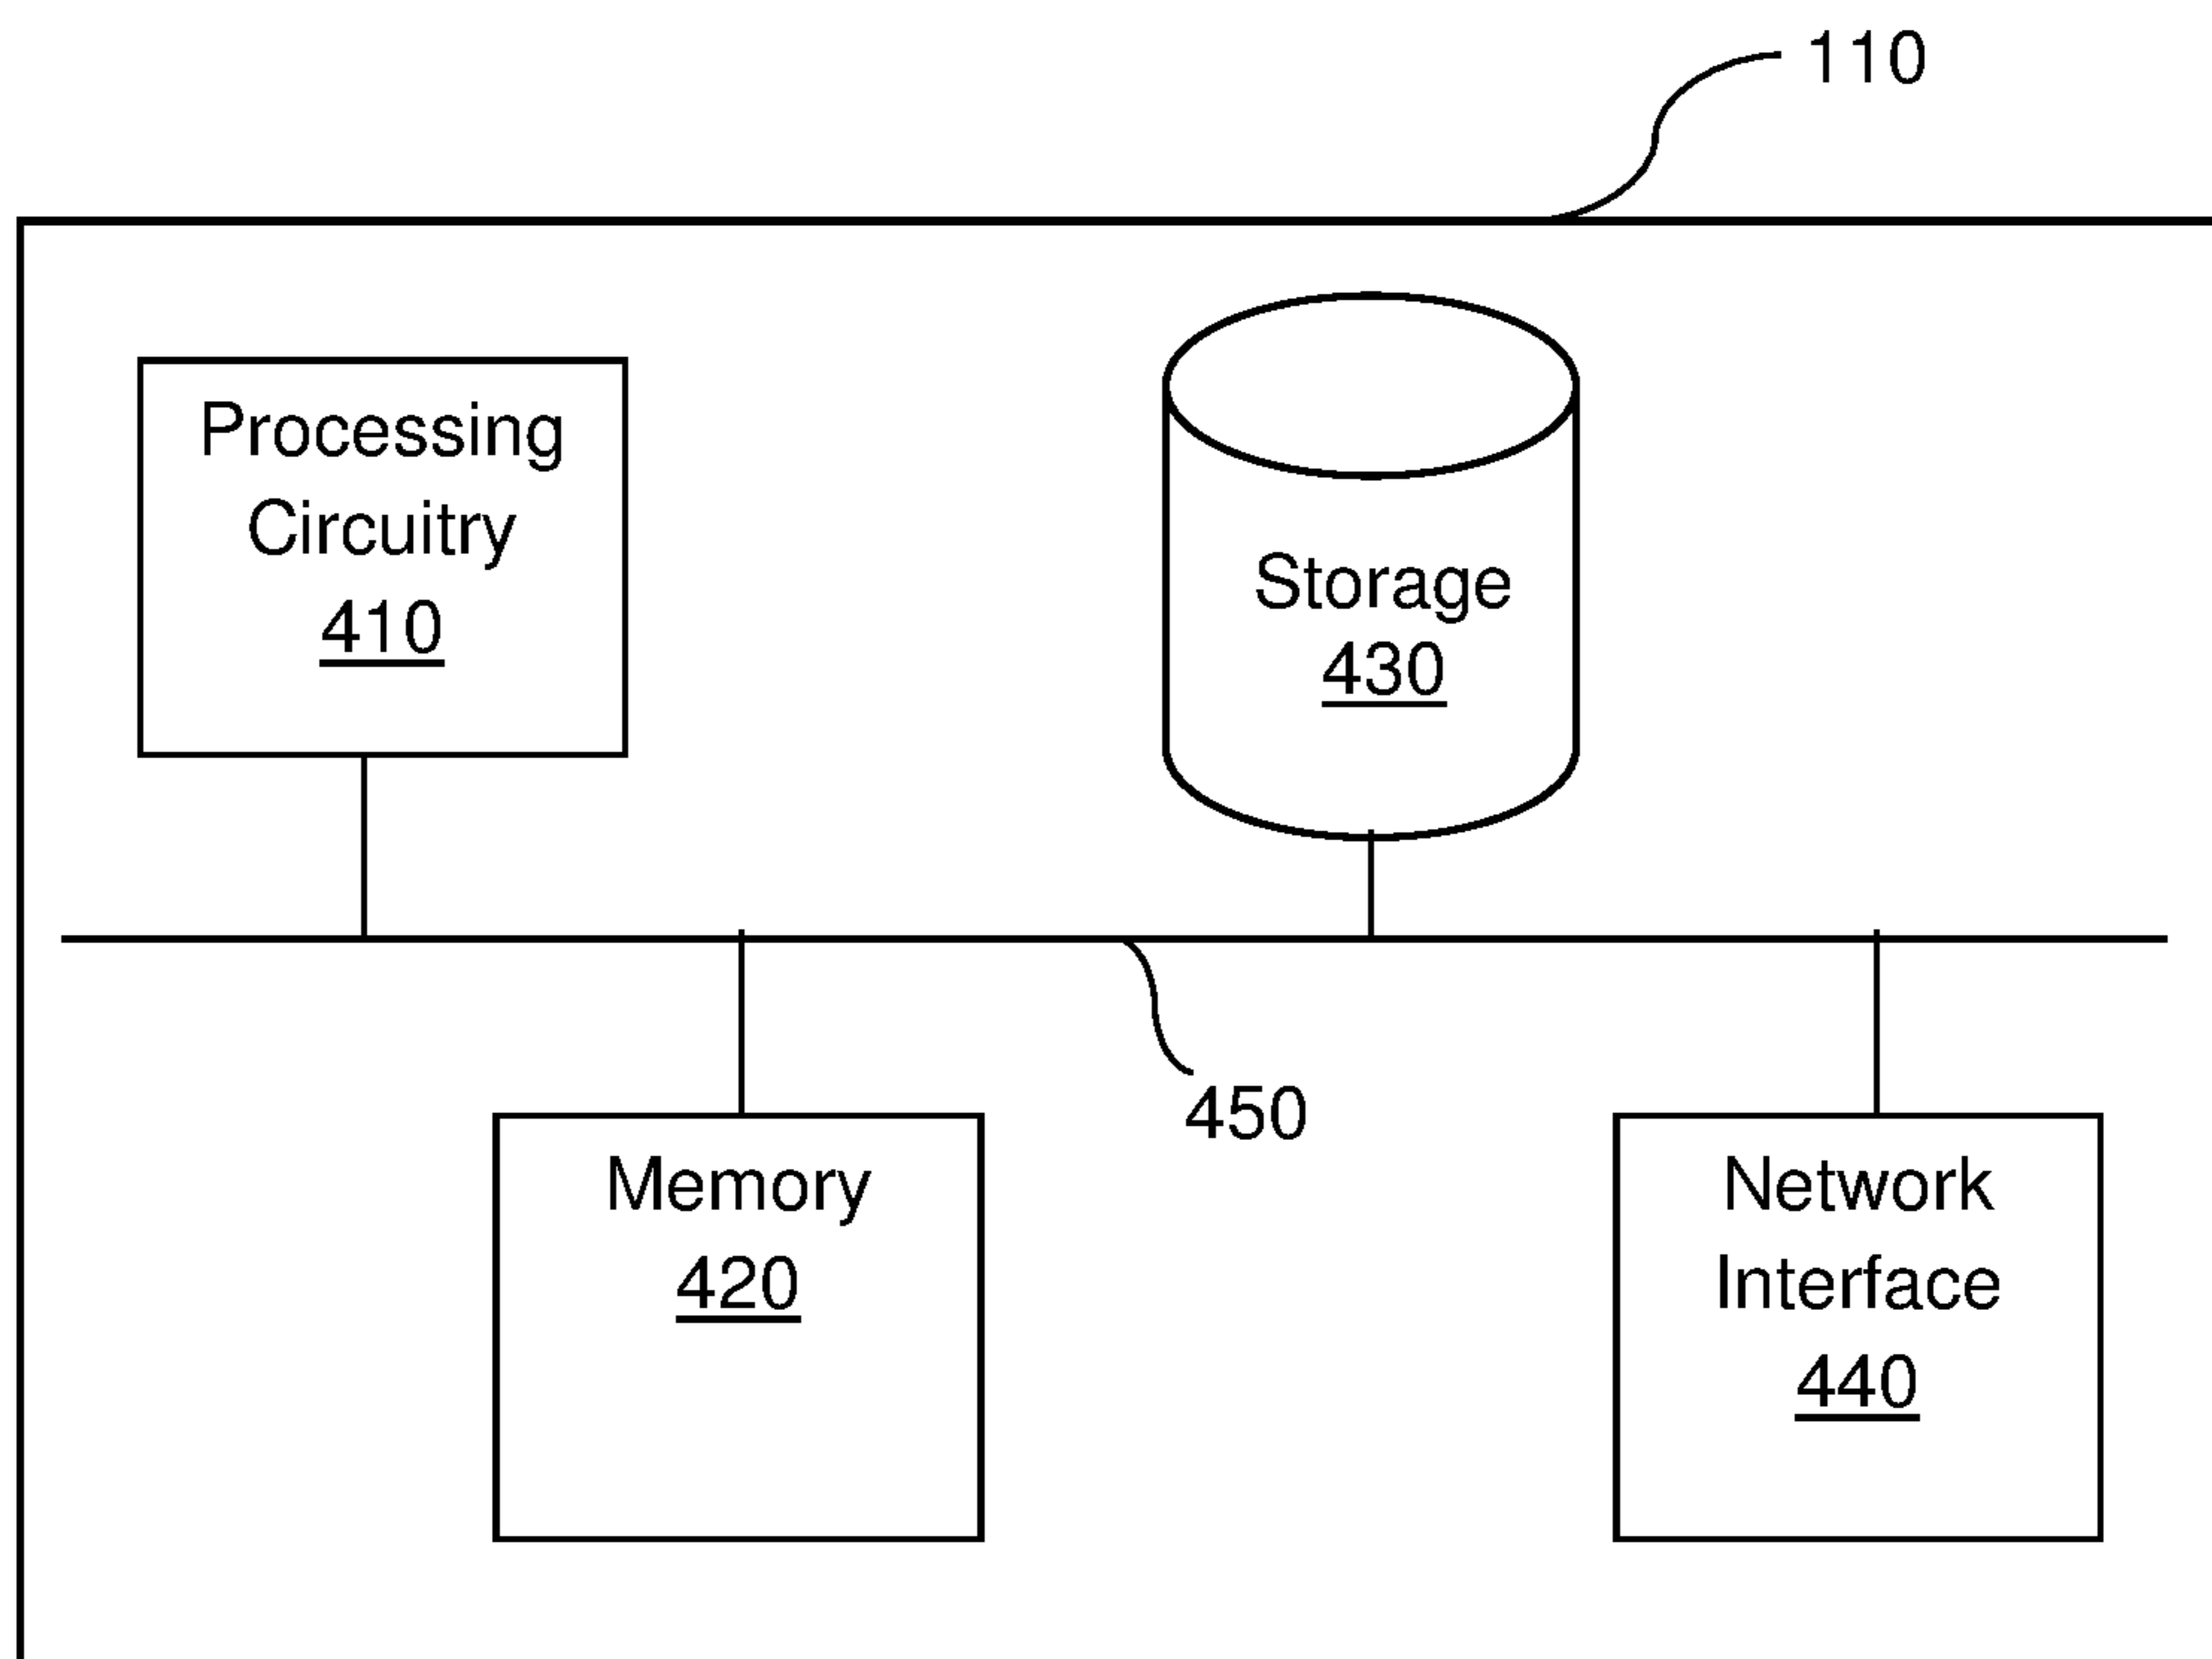 110
Processing
Circuitry
410
Storage
430
450
Memory
420
Network
Interface
440